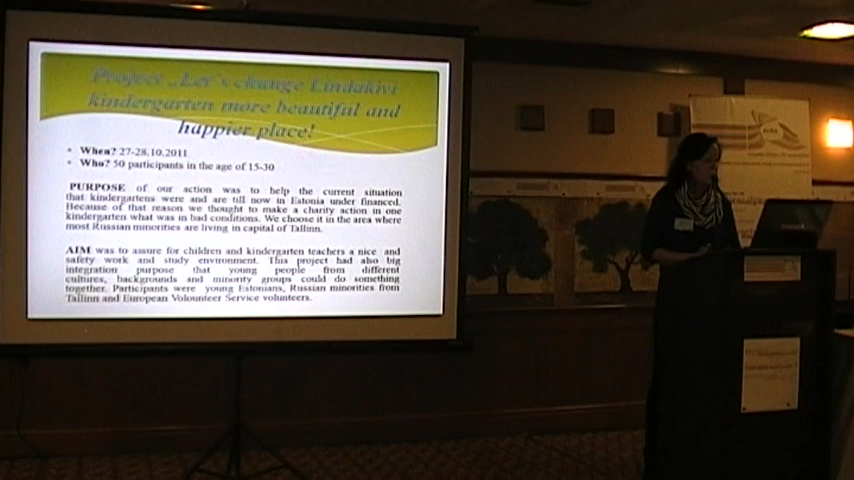 Project „Let`s change Lindakivi
kindergarten more beautiful and
happier place!
• When? 27-28.10.2011
• Who? 50 participants in the age of 15-30
PURPOSE of our action was to help the current situation
that kindergartens were and are till now in Estonia under financed.
Because of that reason we thought to make a charity action in one
kindergarten what was in bad conditions. We choose it in the area where
most Russian minorities are living in capital of Tallinn.
AIM was to assure for children and kindergarten teachers a nice and
safety work and study environment. This project had also big
integration purpose that young people from different
cultures, backgrounds and minority groups could do something
together. Participants were young Estonians, Russian minorities from
Tallinn and European Volounteer Service volunteers.